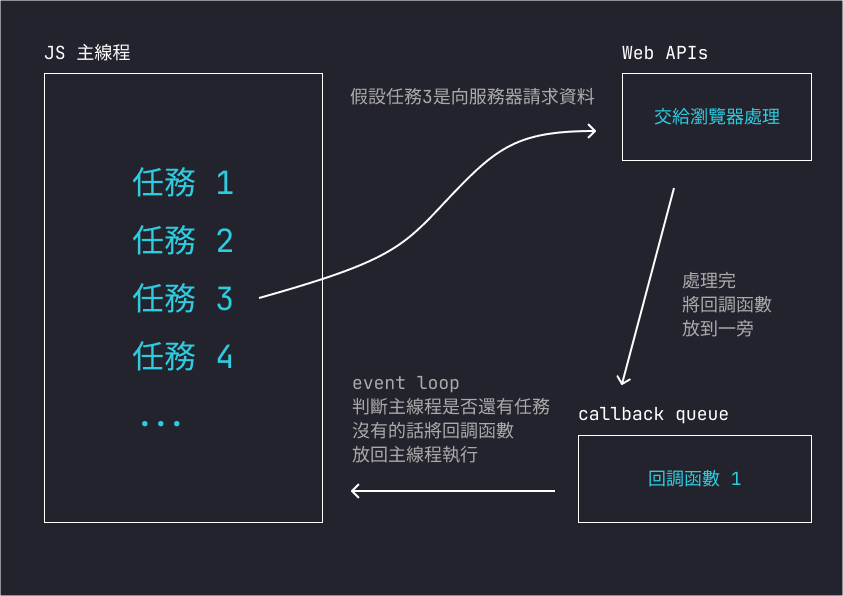 JS 主線程
Web APIs
假設任務3是向服務器請求資料
交給瀏覽器處理
任務 1
任務 2
任務 3
任務 4
...
處理完
將回調函數
放到一旁
event loop
判斷主線程是否還有任務
沒有的話將回調函數
放回主線程執行
callback queue
回調函數 1